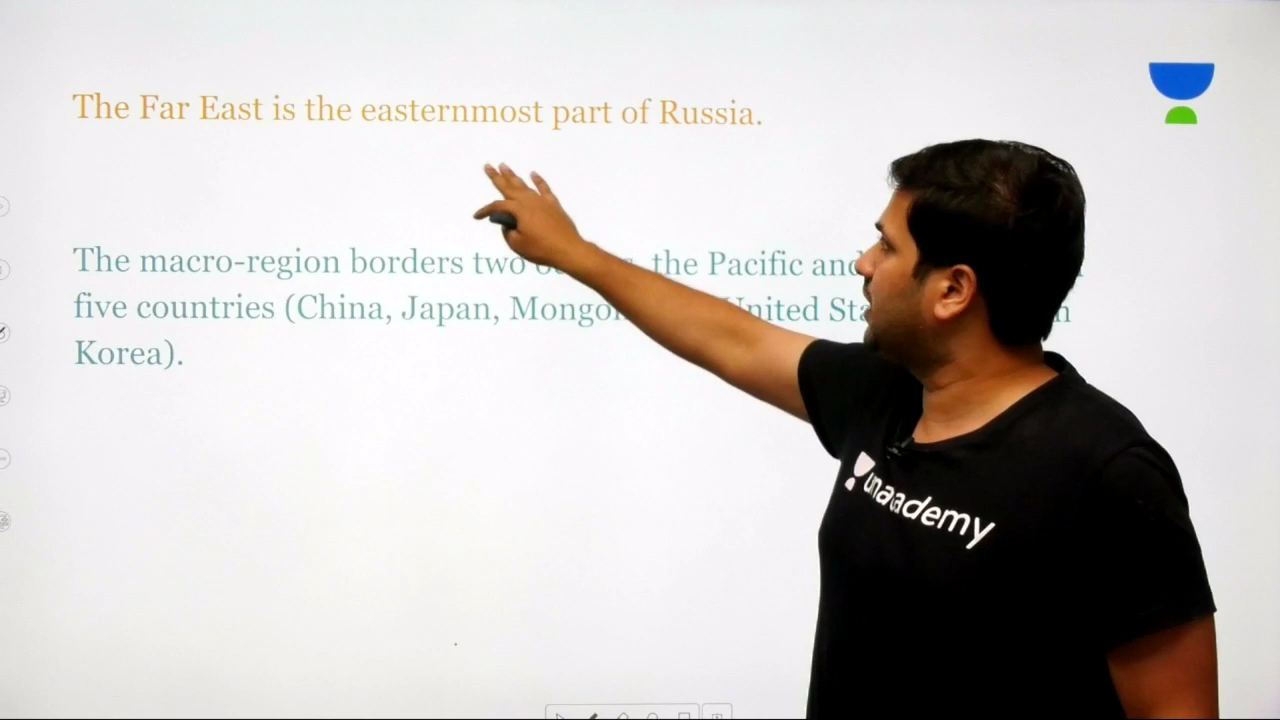 The Far East is the easternmost part of Russia.
The macro-region borders two the Pacific and
five countries (China, Japan, United
Korea).
unacademy